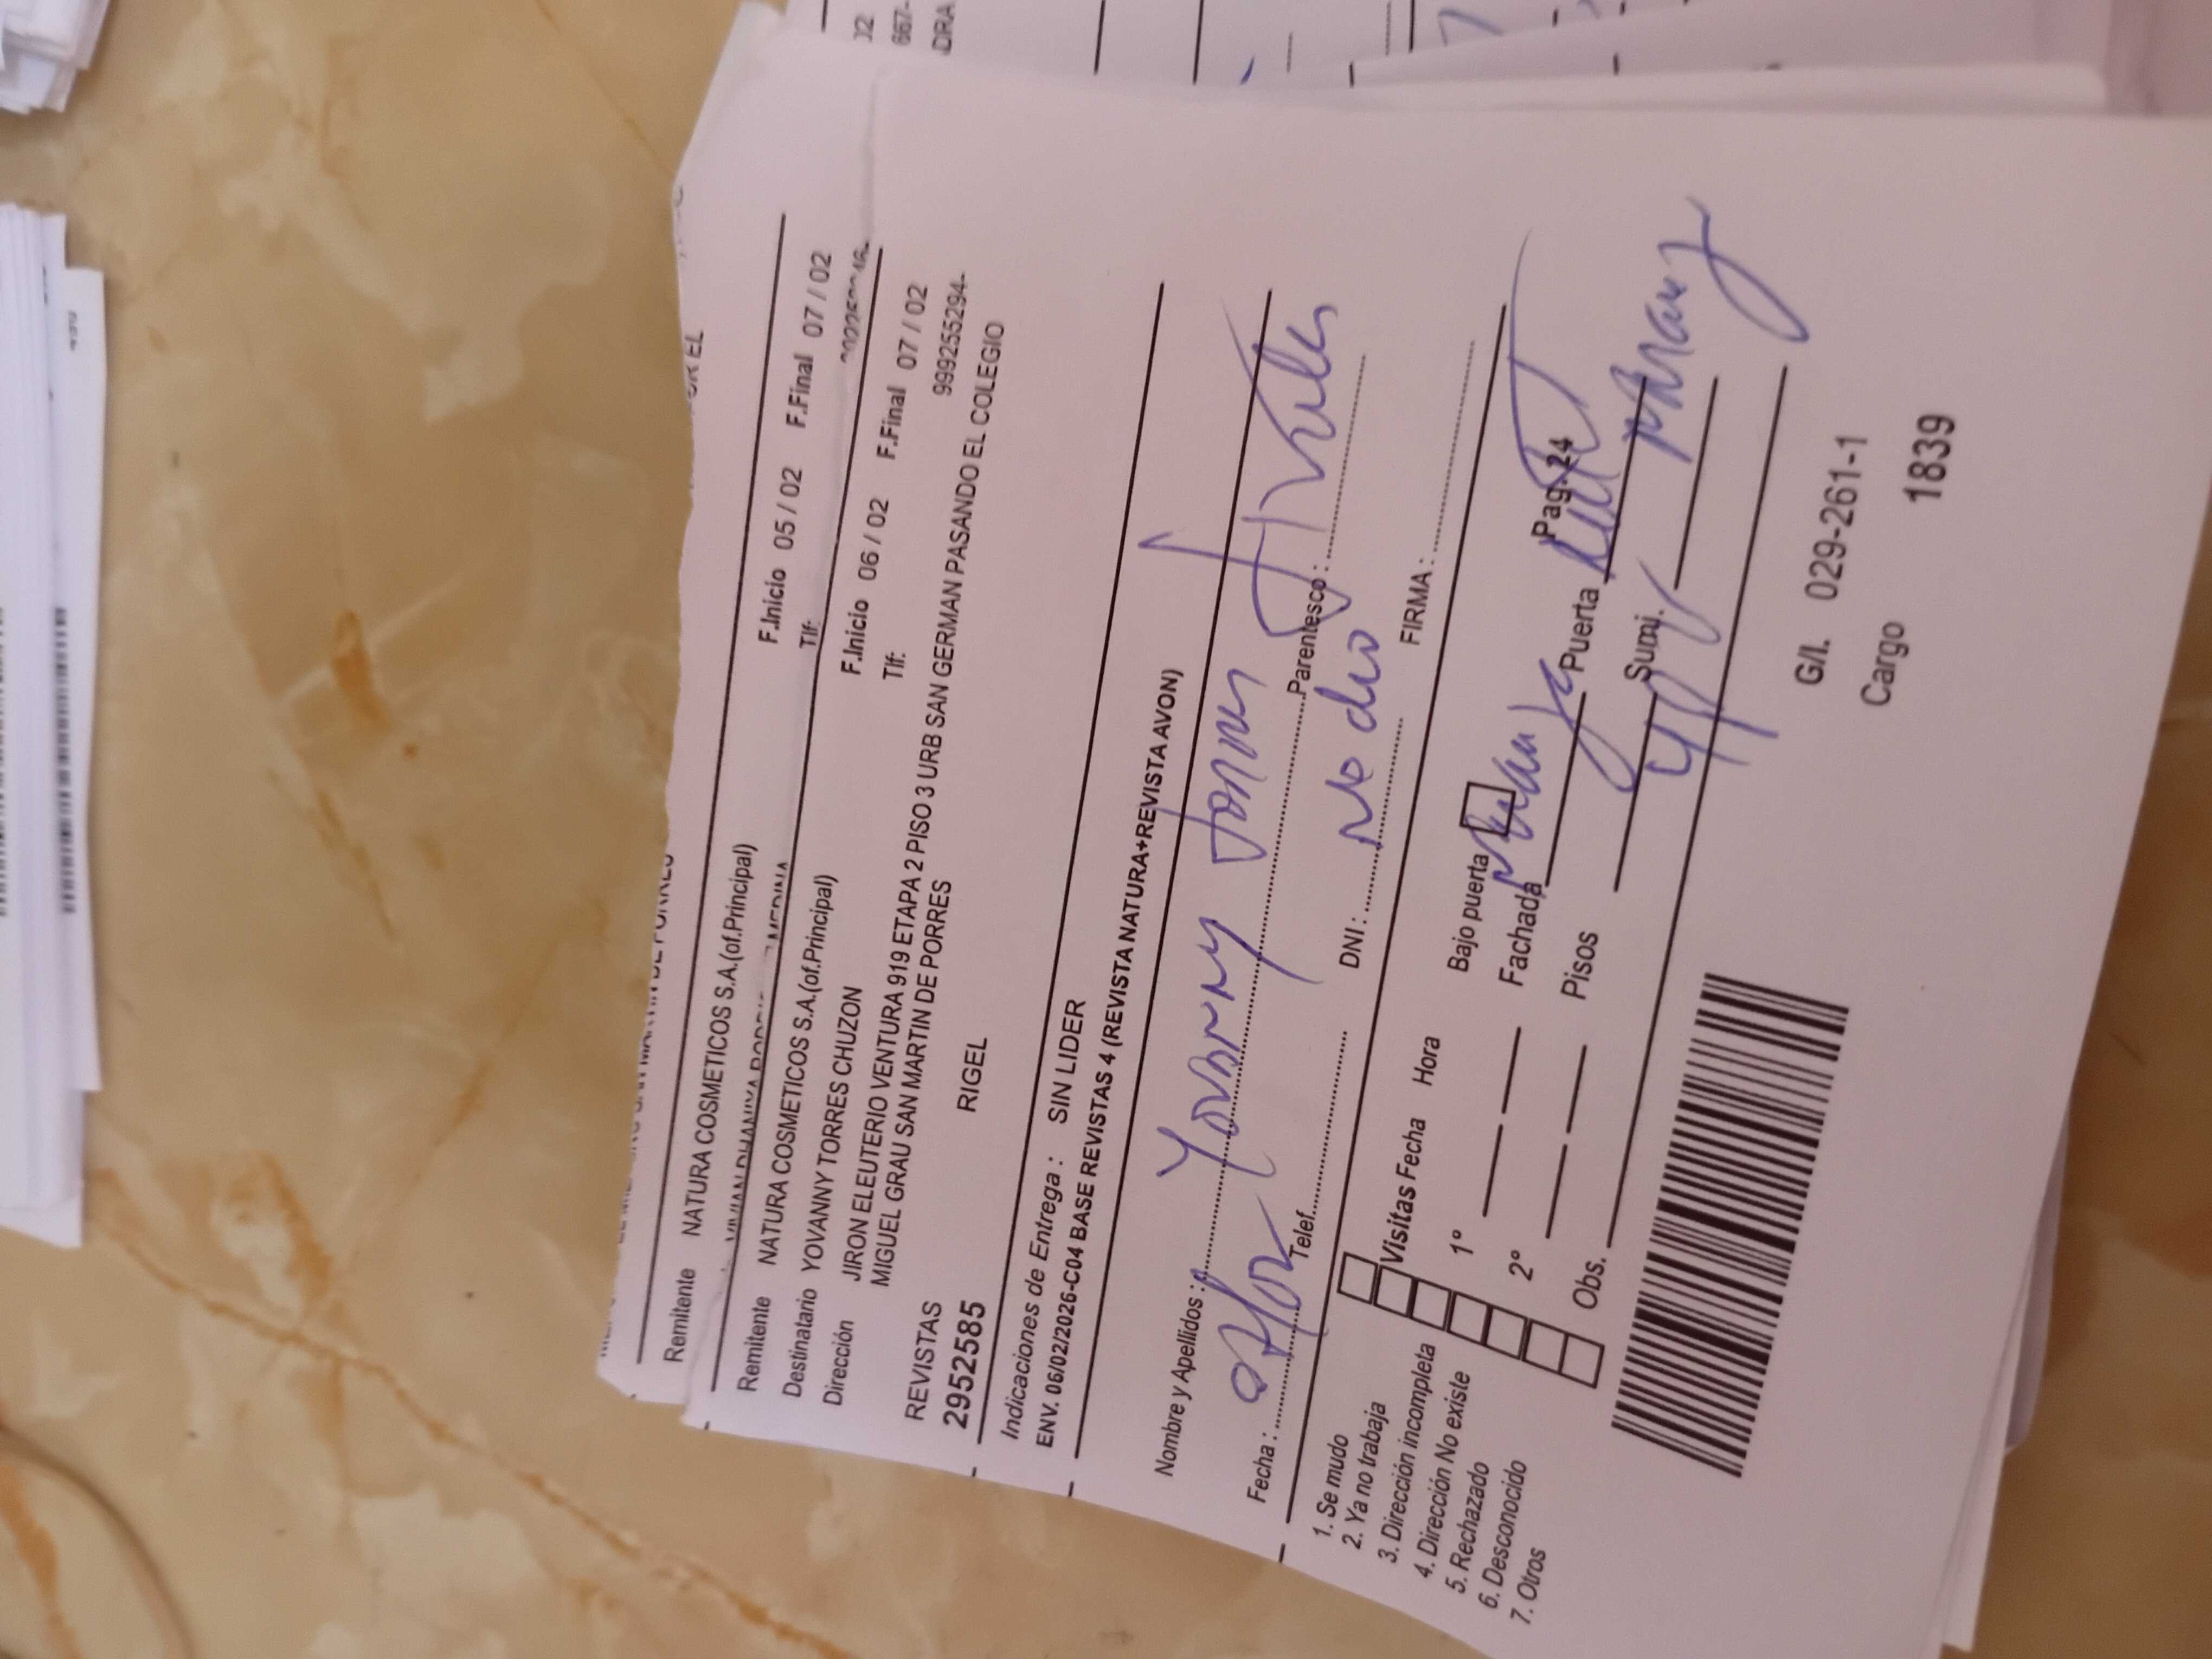 02
667-
DRA
OR EL
Remitente NATURA COSMETICOS S.A.(of.Principal) F.Inicio 05 / 02 F.Final 07 / 02
Tlf:
Remitente NATURA COSMETICOS S.A.(of.Principal) F.Inicio 06 / 02 F.Final 07 / 02
Destinatario YOVANNY TORRES CHUZON Tlf: 999255294-
Dirección JIRON ELEUTERIO VENTURA 919 ETAPA 2 PISO 3 URB SAN GERMAN PASANDO EL COLEGIO
MIGUEL GRAU SAN MARTIN DE PORRES
REVISTAS
2952585 RIGEL
Indicaciones de Entrega : SIN LIDER
ENV. 06/02/2026-C04 BASE REVISTAS 4 (REVISTA NATURA+REVISTA AVON)
Nombre y Apellidos : Yovanny Torres
Fecha : Telef. Parentesco :
DNI : No dio FIRMA :
1. Se mudo
2. Ya no trabaja
3. Dirección incompleta
4. Dirección No existe
5. Rechazado
6. Desconocido
7. Otros
Visitas Fecha Hora
1°
2°
Bajo puerta Pag-24
Fachada Puerta
Pisos Sumi.
Obs.
G/I. 029-261-1
Cargo 1839